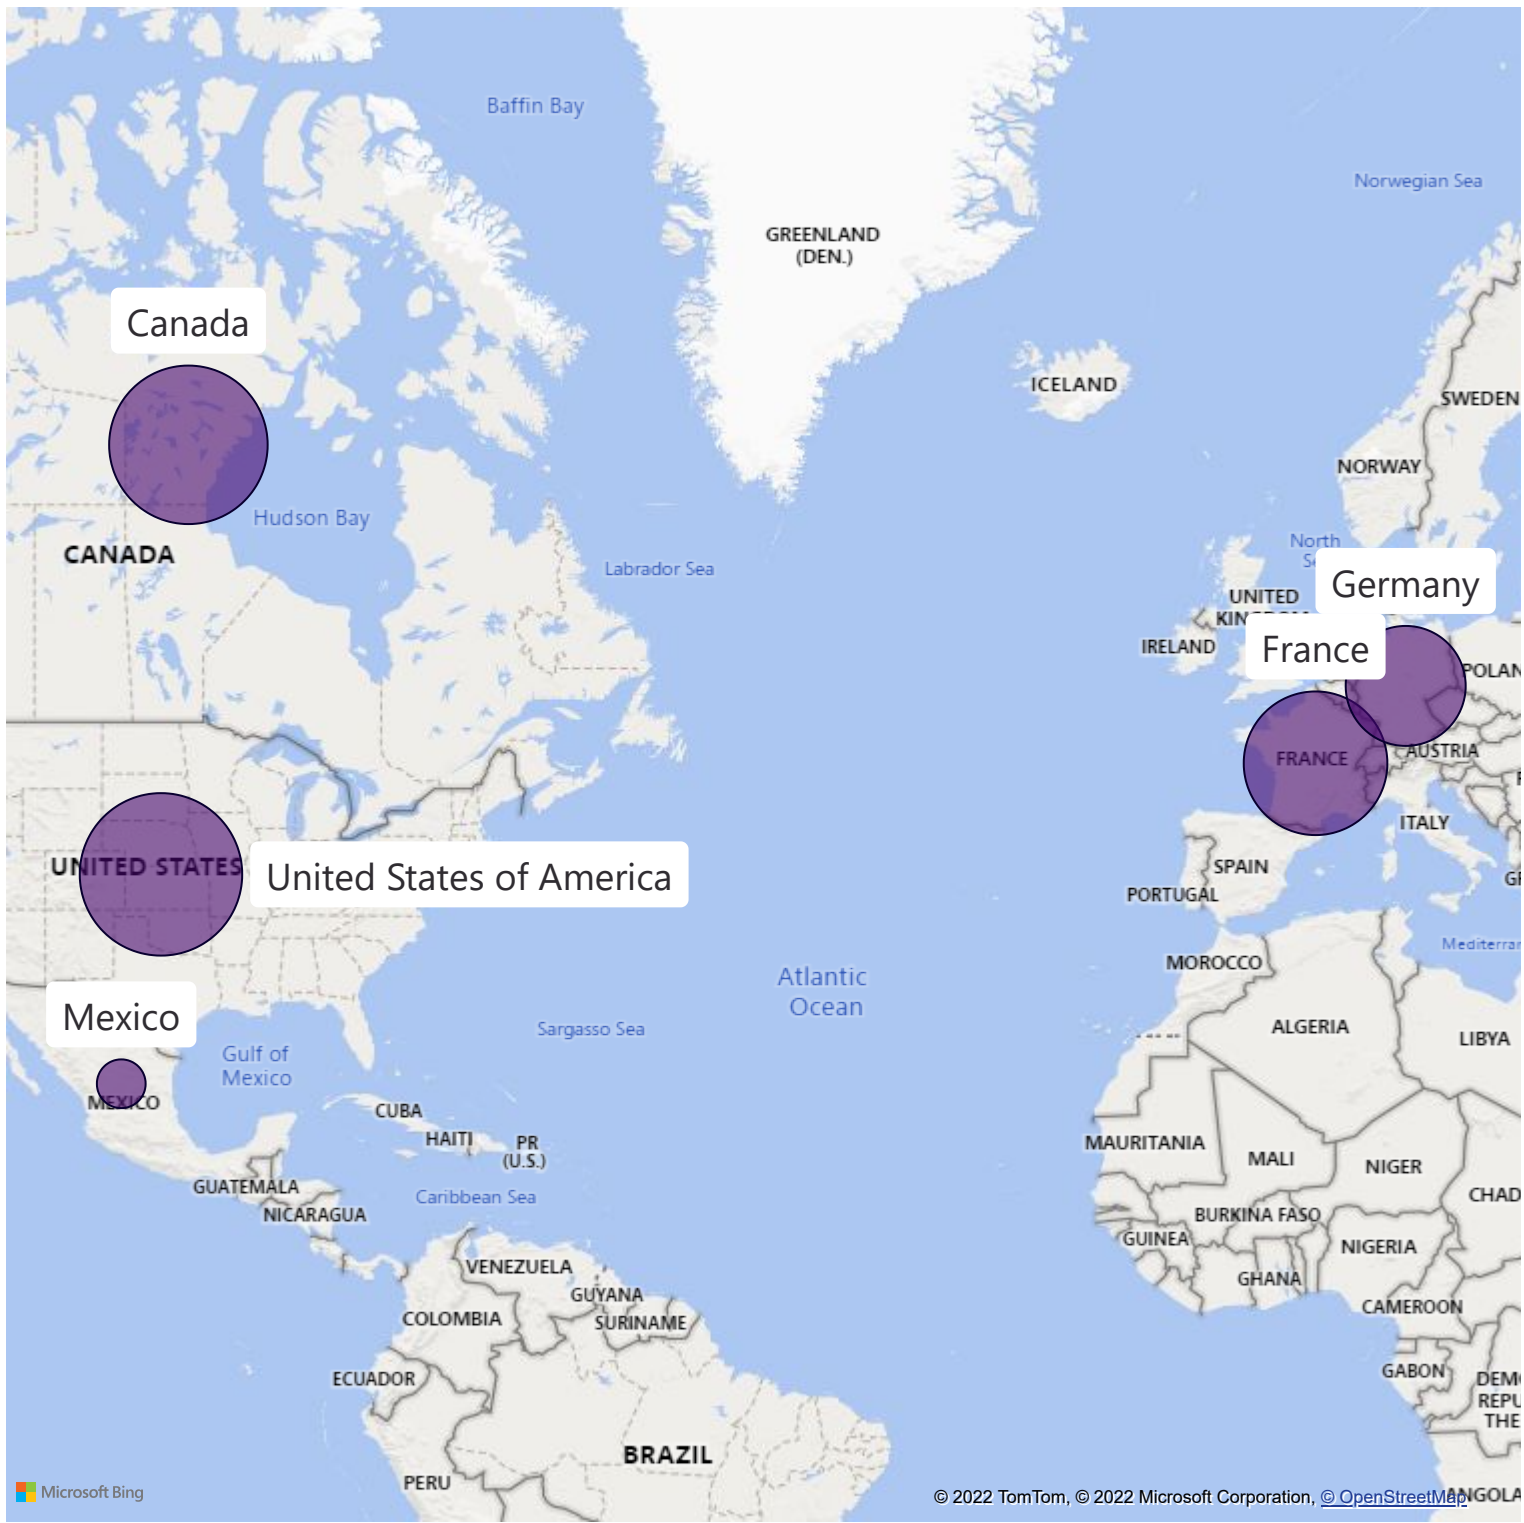 Baffin Bay
Norwegian Sea
GREENLAND
(DEN.)
Canada
ICELAND
SWEDEN
NORWAY
Hudson Bay
CANADA
Labrador Sea
North
Germany
UNITED
IRELAND
France
FRANCE
AUSTRIA
ITALY
UNITED STATES
United States of America
SPAIN
PORTUGAL
MOROCCO
Atlantic
Ocean
Mexico
Sargasso Sea
ALGERIA
LIBYA
Gulf of
Mexico
MEXICO
CUBA
HAITI
PR
(U.S.)
MAURITANIA
MALI
NIGER
CHAD
GUATEMALA
Caribbean Sea
NICARAGUA
BURKINA FASO
GUINEA
NIGERIA
VENEZUELA
GHANA
GUYANA
CAMEROON
COLOMBIA
SURINAME
ECUADOR
GABON
BRAZIL
PERU
Microsoft Bing
© 2022 TomTom, © 2022 Microsoft Corporation, © OpenStreetMap